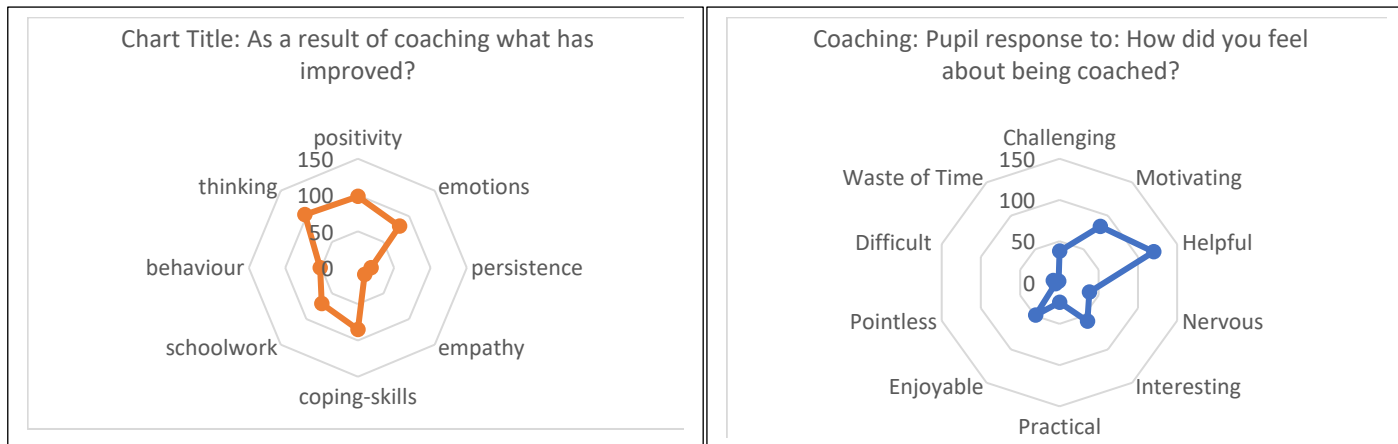 Chart Title: As a result of coaching what has
improved?
positivity
150
thinking
100
emotions
50
behaviour
0
persistence
schoolwork
empathy
coping-skills
Coaching: Pupil response to: How did you feel
about being coached?
Challenging
150
Waste of Time
Motivating
100
Difficult
50
Helpful
0
Pointless
Nervous
Enjoyable
Interesting
Practical